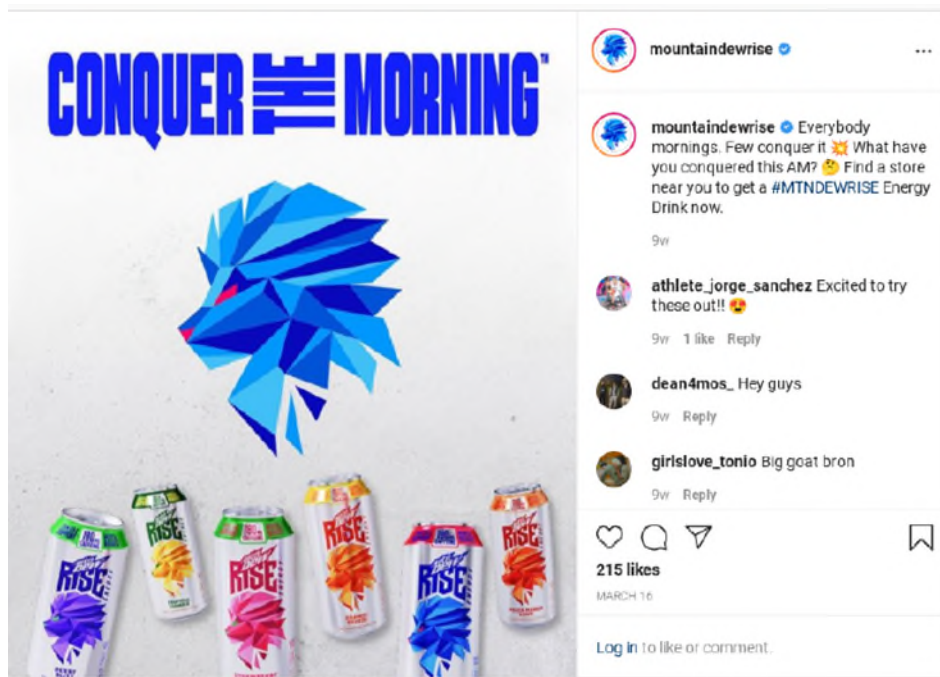 CONQUER THE MORNING™
mountaindewrise
mountaindewrise Everybody
mornings. Few conquer it 💥 What have
you conquered this AM? 🤔 Find a store
near you to get a #MTNDEWRISE Energy
Drink now.
9w
athlete_jorge_sanchez Excited to try
these out!! 😍
9w 1 like Reply
dean4mos_ Hey guys
9w Reply
girlslove_tonio Big goat bron
9w Reply
215 likes
MARCH 16
Log in to like or comment.
RISE
RISE
RISE
RISE
RISE
RISE